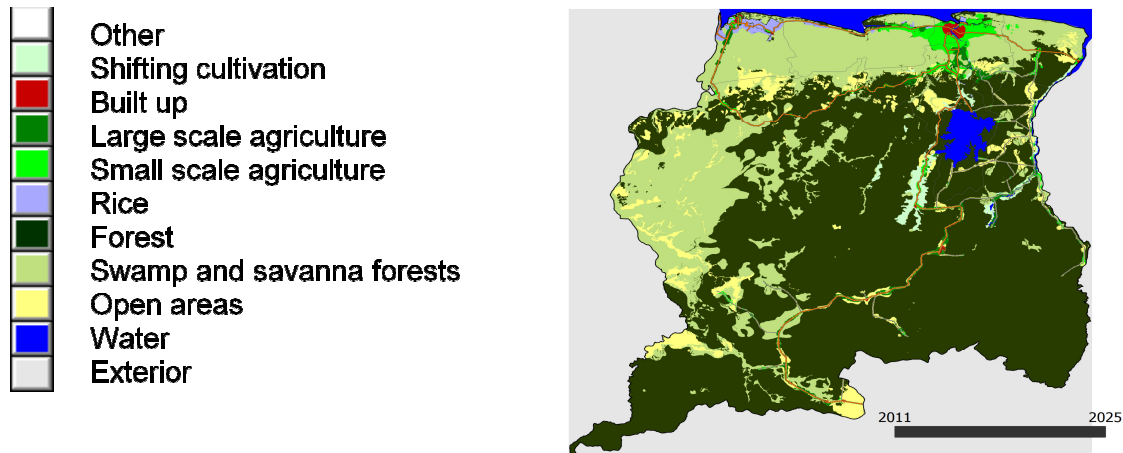 Other
Shifting cultivation
Built up
Large scale agriculture
Small scale agriculture
Rice
Forest
Swamp and savanna forests
Open areas
Water
Exterior
2011 2025